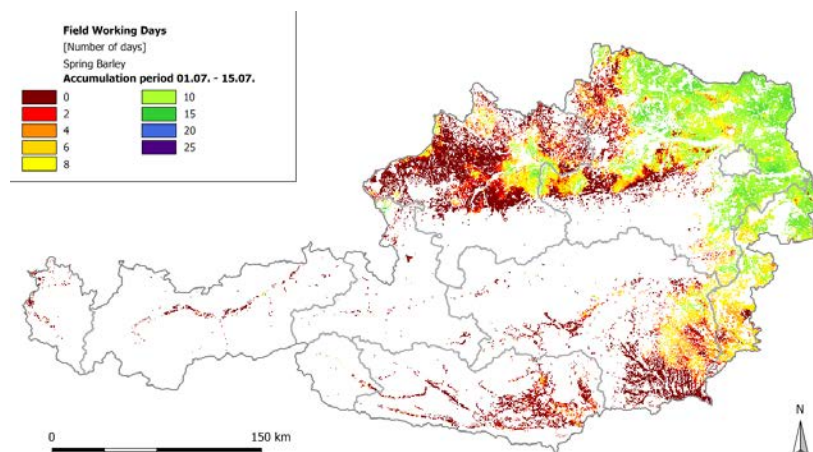 Field Working Days
[Number of days]
Spring Barley
Accumulation period 01.07. - 15.07.
0 10
2 15
4 20
6 25
8
0 150 km
N